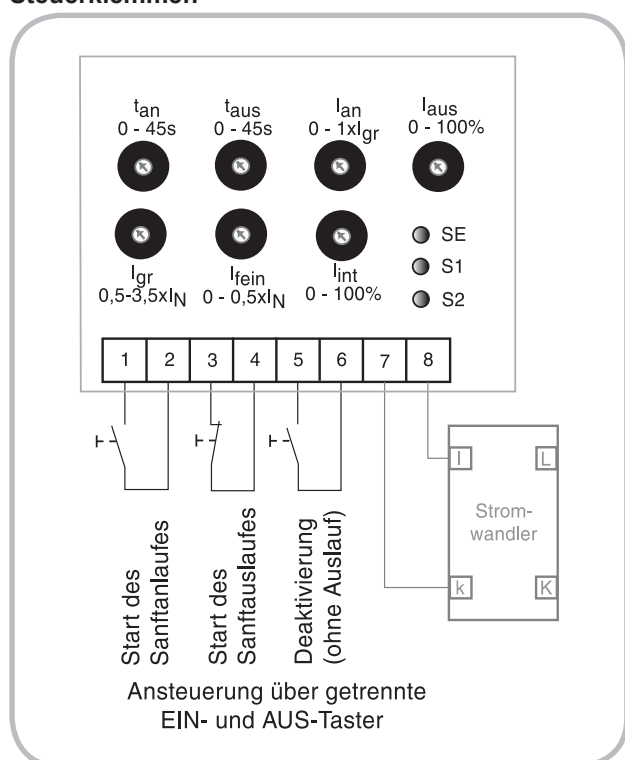 tan taus Ian Iaus
0 - 45s 0 - 45s 0 - 1xIgr 0 - 100%
SE
S1
S2
Igr Ifein Iint
0,5-3,5xIN 0 - 0,5xIN 0 - 100%
1 2 3 4 5 6 7 8
l L
Strom-
wandler
k K
Start des
Sanftanlaufes
Start des
Sanftauslaufes
Deaktivierung
(ohne Auslauf)
Ansteuerung über getrennte
EIN- und AUS-Taster